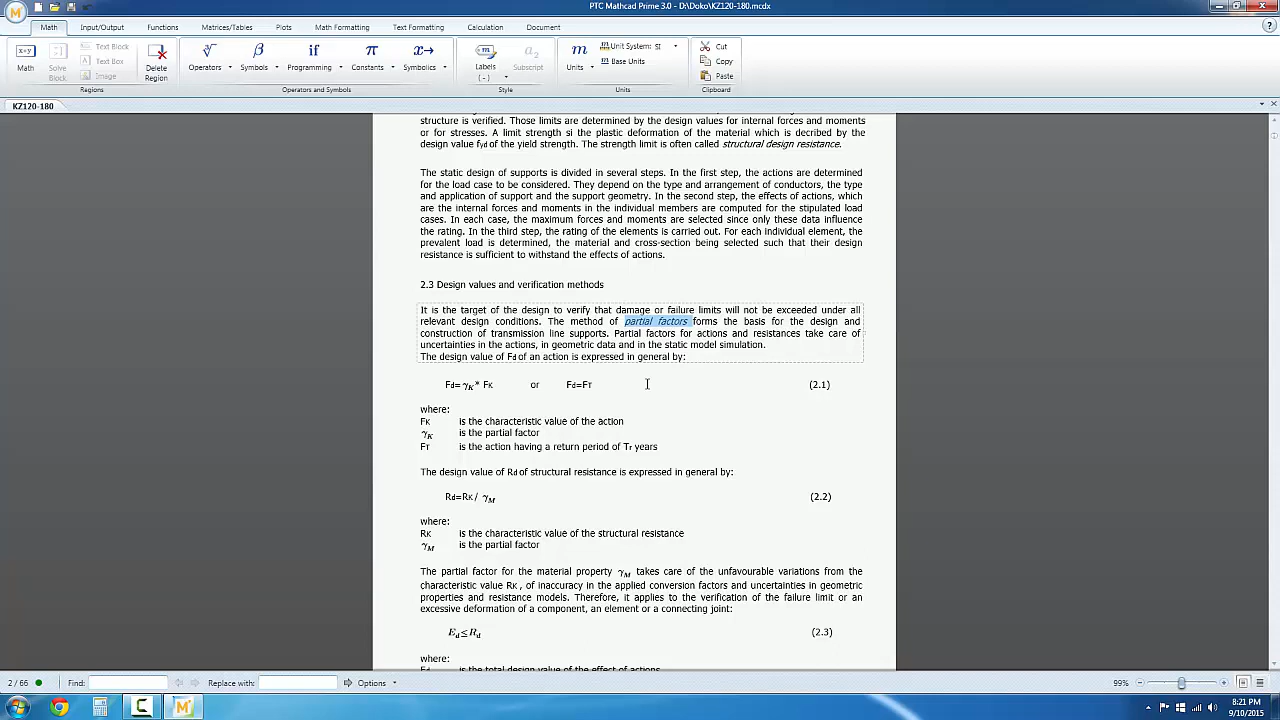 PTC Mathcad Prime 3.0 - D:\Doko\KZ120-180.mcdx
Math Input/Output Functions Matrices/Tables Plots Math Formatting Text Formatting Calculation Document
Math Solve Block Text Block Text Box Image Delete Region Operators Symbols Programming Constants Symbolics Labels (-) Subscript Units Unit System: SI Base Units Cut Copy Paste
Regions Operators and Symbols Style Units Clipboard
KZ120-180
structure is verified. Those limits are determined by the design values for internal forces and moments
or for stresses. A limit strength si the plastic deformation of the material which is decribed by the
design value fyd of the yield strength. The strength limit is often called structural design resistance.
The static design of supports is divided in several steps. In the first step, the actions are determined
for the load case to be considered. They depend on the type and arrangement of conductors, the type
and application of support and the support geometry. In the second step, the effects of actions, which
are the internal forces and moments in the individual members are computed for the stipulated load
cases. In each case, the maximum forces and moments are selected since only these data influence
the rating. In the third step, the rating of the elements is carried out. For each individual element, the
prevalent load is determined, the material and cross-section being selected such that their design
resistance is sufficient to withstand the effects of actions.
2.3 Design values and verification methods
It is the target of the design to verify that damage or failure limits will not be exceeded under all
relevant design conditions. The method of partial factors forms the basis for the design and
construction of transmission line supports. Partial factors for actions and resistances take care of
uncertainties in the actions, in geometric data and in the static model simulation.
The design value of Fd of an action is expressed in general by:
Fd=γK* FK or Fd=FT (2.1)
where:
FK is the characteristic value of the action
γK is the partial factor
FT is the action having a return period of Tr years
The design value of Rd of structural resistance is expressed in general by:
Rd=RK/ γM (2.2)
where:
RK is the characteristic value of the structural resistance
γM is the partial factor
The partial factor for the material property γM takes care of the unfavourable variations from the
characteristic value RK , of inaccuracy in the applied conversion factors and uncertainties in geometric
properties and resistance models. Therefore, it applies to the verification of the failure limit or an
excessive deformation of a component, an element or a connecting joint:
Ed≤Rd (2.3)
where:
Ed is the total design value of the effect of actions
2 / 66 Find: Replace with: Options 99%
8:21 PM
9/10/2015